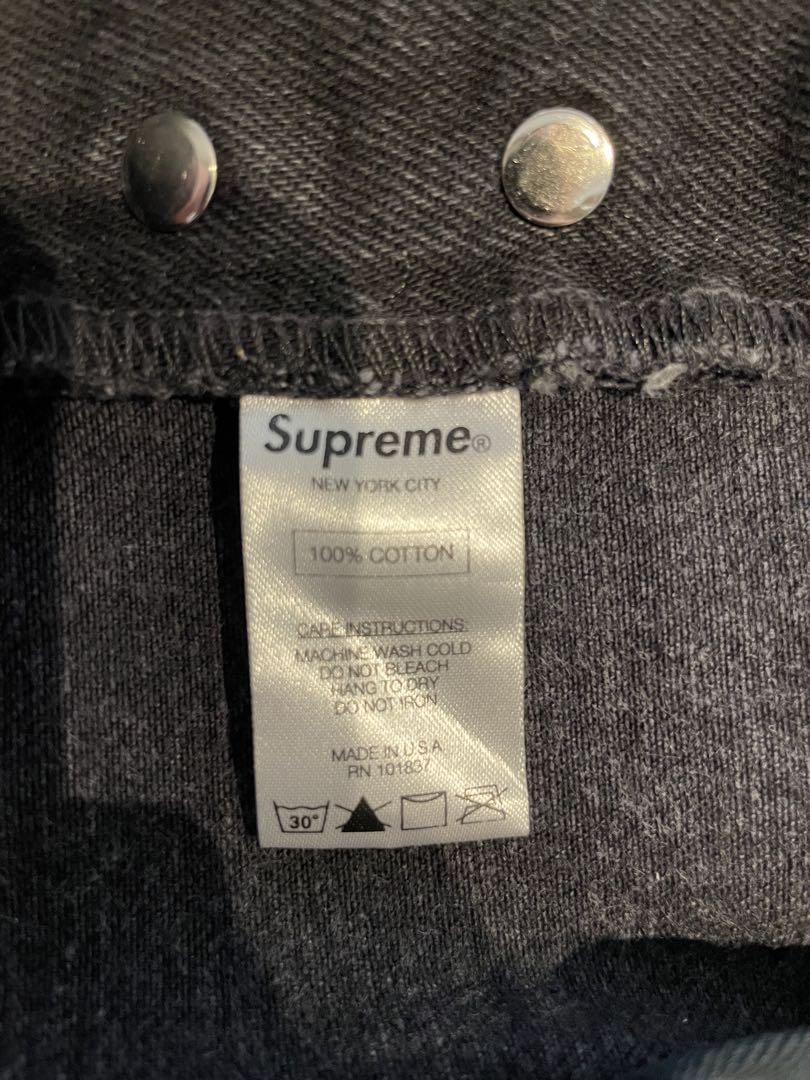 Supreme®
NEW YORK CITY
100% COTTON
CARE INSTRUCTIONS:
MACHINE WASH COLD
DO NOT BLEACH
HANG TO DRY
DO NOT IRON
MADE IN U.S.A
RN 101837
30°